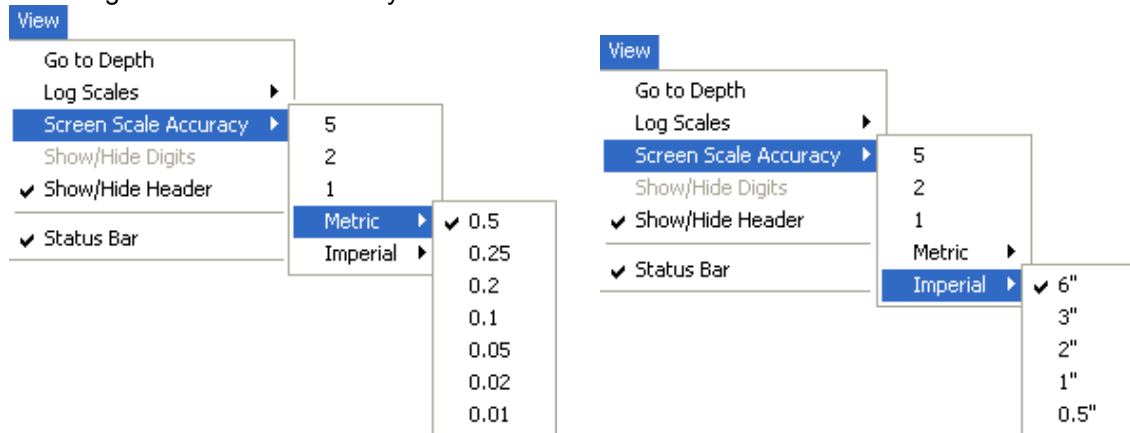 View
Go to Depth
Log Scales
Screen Scale Accuracy
Show/Hide Digits
Show/Hide Header
Status Bar
5
2
1
Metric
Imperial
0.5
0.25
0.2
0.1
0.05
0.02
0.01
View
Go to Depth
Log Scales
Screen Scale Accuracy
Show/Hide Digits
Show/Hide Header
Status Bar
5
2
1
Metric
Imperial
6"
3"
2"
1"
0.5"